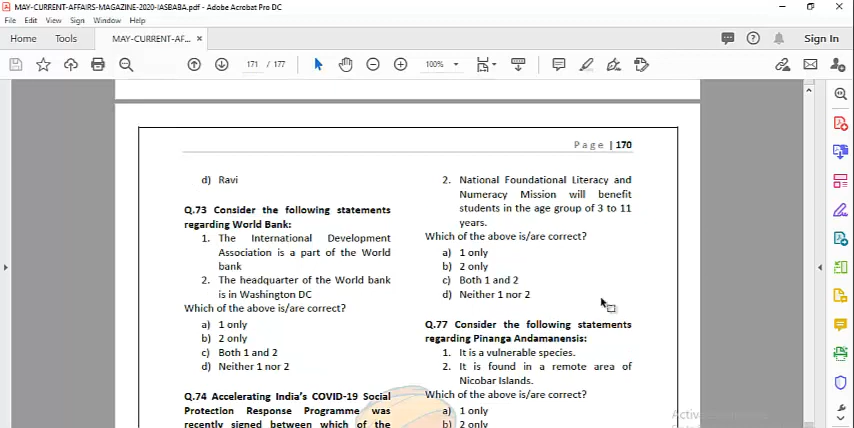 MAY-CURRENT-AFFAIRS-MAGAZINE-2020-IASBABA.pdf - Adobe Acrobat Pro DC
File Edit View Sign Window Help
Home Tools MAY-CURRENT-AF... × Sign In
171 / 177 100%
Page | 170
d) Ravi
Q.73 Consider the following statements
regarding World Bank:
1. The International Development
Association is a part of the World
bank
2. The headquarter of the World bank
is in Washington DC
Which of the above is/are correct?
a) 1 only
b) 2 only
c) Both 1 and 2
d) Neither 1 nor 2
Q.74 Accelerating India's COVID-19 Social
Protection Response Programme was
recently signed between which of the
2. National Foundational Literacy and
Numeracy Mission will benefit
students in the age group of 3 to 11
years.
Which of the above is/are correct?
a) 1 only
b) 2 only
c) Both 1 and 2
d) Neither 1 nor 2
Q.77 Consider the following statements
regarding Pinanga Andamanensis:
1. It is a vulnerable species.
2. It is found in a remote area of
Nicobar Islands.
Which of the above is/are correct?
a) 1 only
b) 2 only